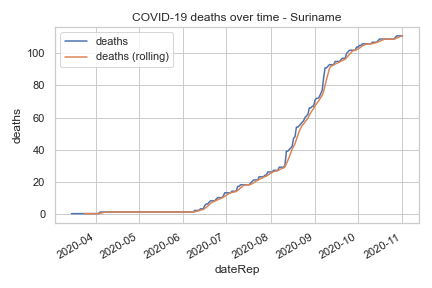 COVID-19 deaths over time - Suriname
deaths
deaths (rolling)
100
80
60
40
20
0
deaths
2020-04
2020-05
2020-06
2020-07
2020-08
2020-09
2020-10
2020-11
dateRep